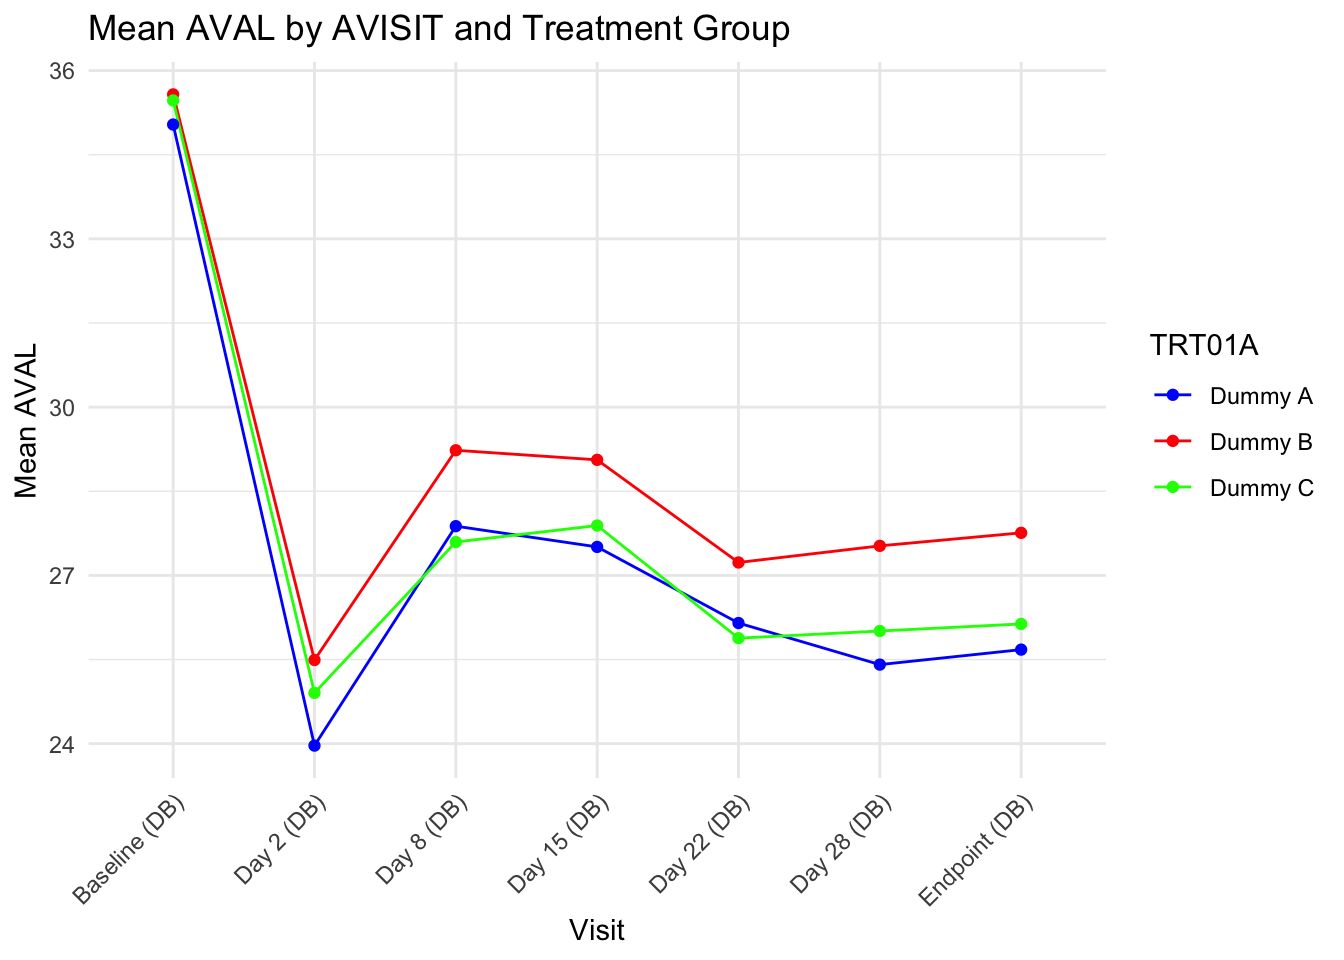 Mean AVAL by AVISIT and Treatment Group
36
33
30
27
24
Mean AVAL
Baseline (DB)
Day 2 (DB)
Day 8 (DB)
Day 15 (DB)
Day 22 (DB)
Day 28 (DB)
Endpoint (DB)
Visit
TRT01A
Dummy A
Dummy B
Dummy C